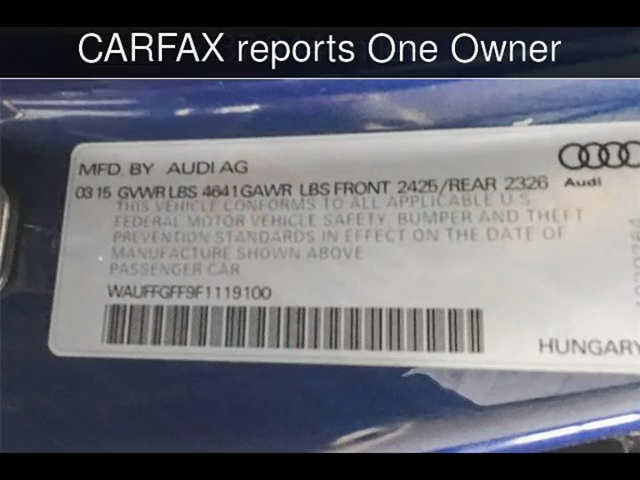 CARFAX reports One Owner
MFD. BY AUDI AG
03 15 GVWR LBS 4641 GAWR LBS FRONT 2425/REAR 2326
Audi
THIS VEHICLE CONFORMS TO ALL APPLICABLE U S
FEDERAL MOTOR VEHICLE SAFETY, BUMPER AND THEFT
PREVENTION STANDARDS IN EFFECT ON THE DATE OF
MANUFACTURE SHOWN ABOVE
PASSENGER CAR
WAUFFGFF9F1119100
HUNGARY